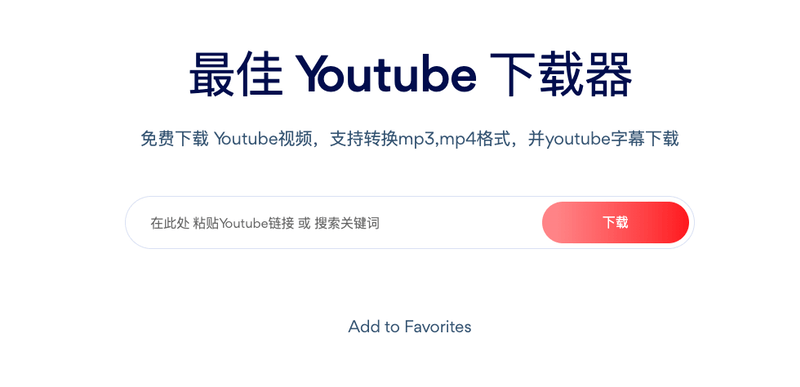 最佳 Youtube 下载器
免费下载 Youtube视频，支持转换mp3,mp4格式，并youtube字幕下载
在此处 粘贴Youtube链接 或 搜索关键词
下载
Add to Favorites